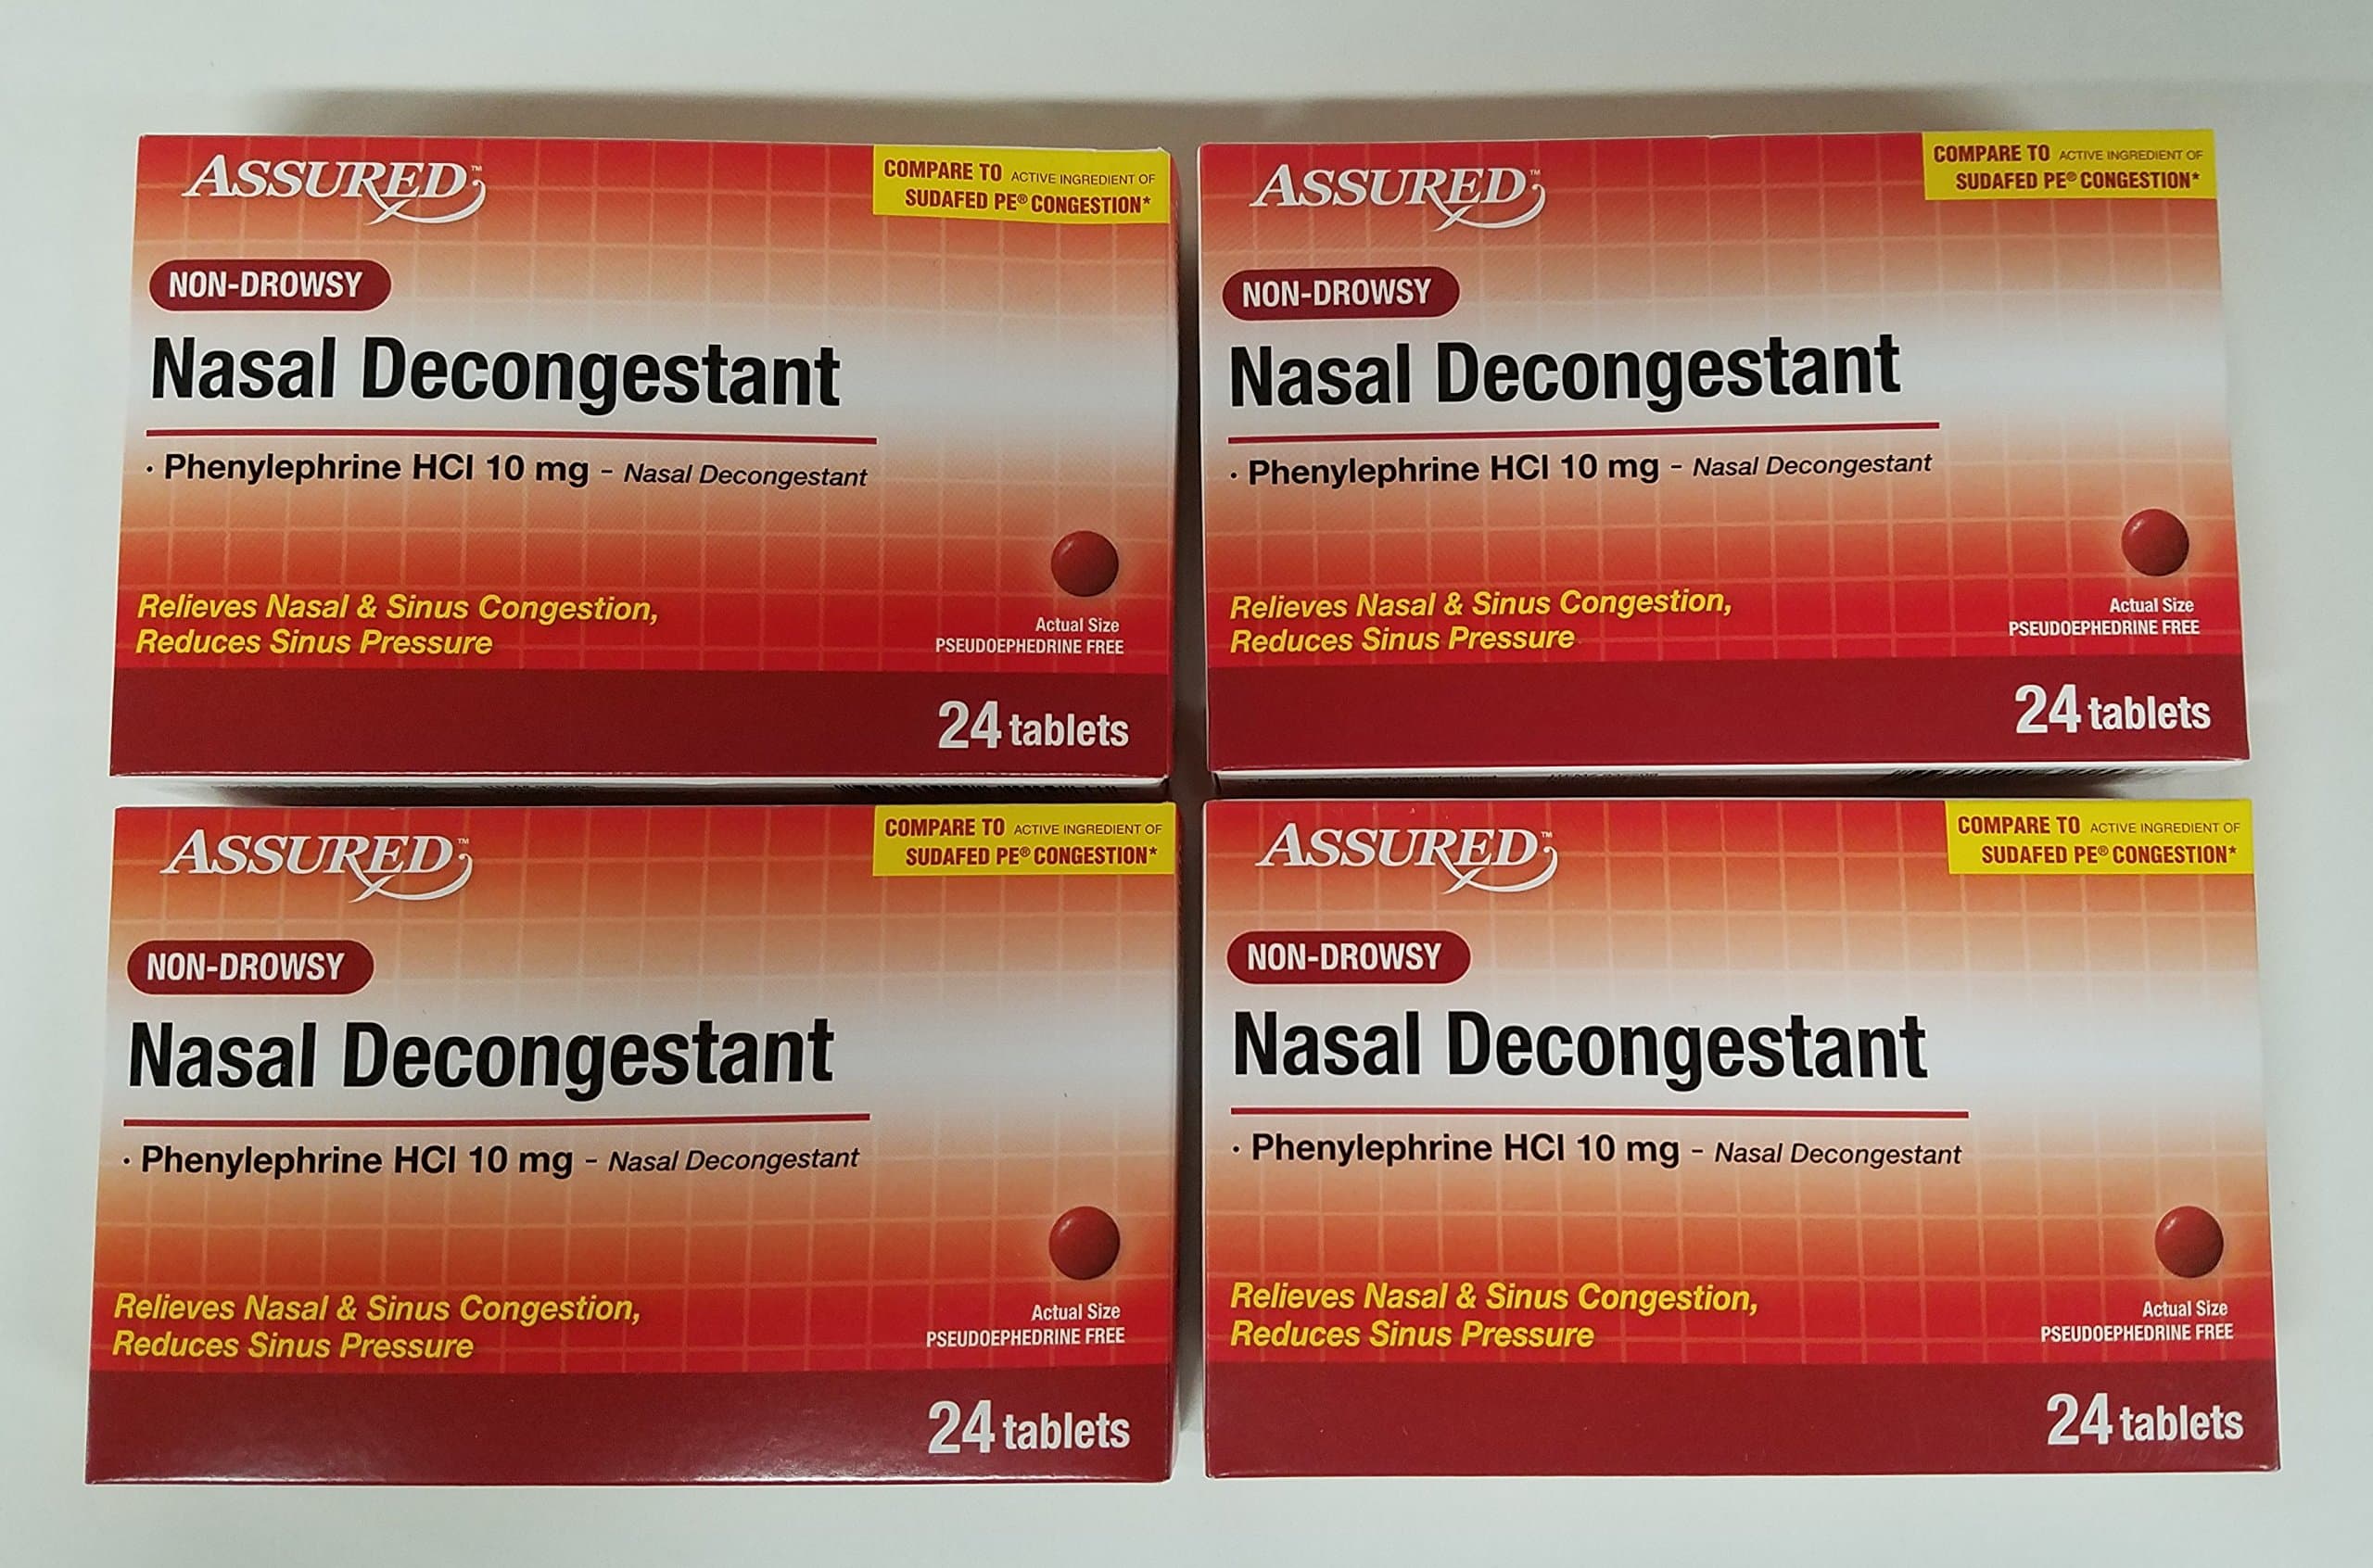 ASSURED™
COMPARE TO ACTIVE INGREDIENT OF
SUDAFED PE® CONGESTION*
NON-DROWSY
Nasal Decongestant
· Phenylephrine HCl 10 mg - Nasal Decongestant
Relieves Nasal & Sinus Congestion,
Reduces Sinus Pressure
Actual Size
PSEUDOEPHEDRINE FREE
24 tablets
ASSURED™
COMPARE TO ACTIVE INGREDIENT OF
SUDAFED PE® CONGESTION*
NON-DROWSY
Nasal Decongestant
· Phenylephrine HCl 10 mg - Nasal Decongestant
Relieves Nasal & Sinus Congestion,
Reduces Sinus Pressure
Actual Size
PSEUDOEPHEDRINE FREE
24 tablets
ASSURED™
COMPARE TO ACTIVE INGREDIENT OF
SUDAFED PE® CONGESTION*
NON-DROWSY
Nasal Decongestant
· Phenylephrine HCl 10 mg - Nasal Decongestant
Relieves Nasal & Sinus Congestion,
Reduces Sinus Pressure
Actual Size
PSEUDOEPHEDRINE FREE
24 tablets
ASSURED™
COMPARE TO ACTIVE INGREDIENT OF
SUDAFED PE® CONGESTION*
NON-DROWSY
Nasal Decongestant
· Phenylephrine HCl 10 mg - Nasal Decongestant
Relieves Nasal & Sinus Congestion,
Reduces Sinus Pressure
Actual Size
PSEUDOEPHEDRINE FREE
24 tablets